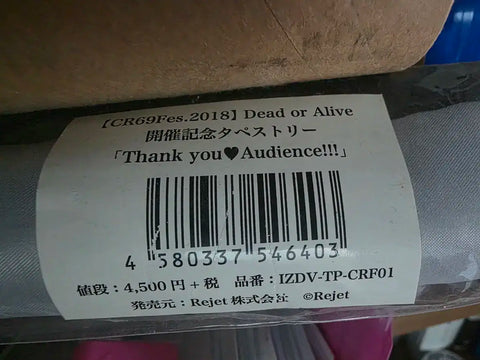 【CR69Fes.2018】Dead or Alive
開催記念タペストリー
「Thank you♥Audience!!!」
4 580337 546403
値段：4,500円＋税 品番：IZDV-TP-CRF01
発売元：Rejet 株式会社 ©Rejet